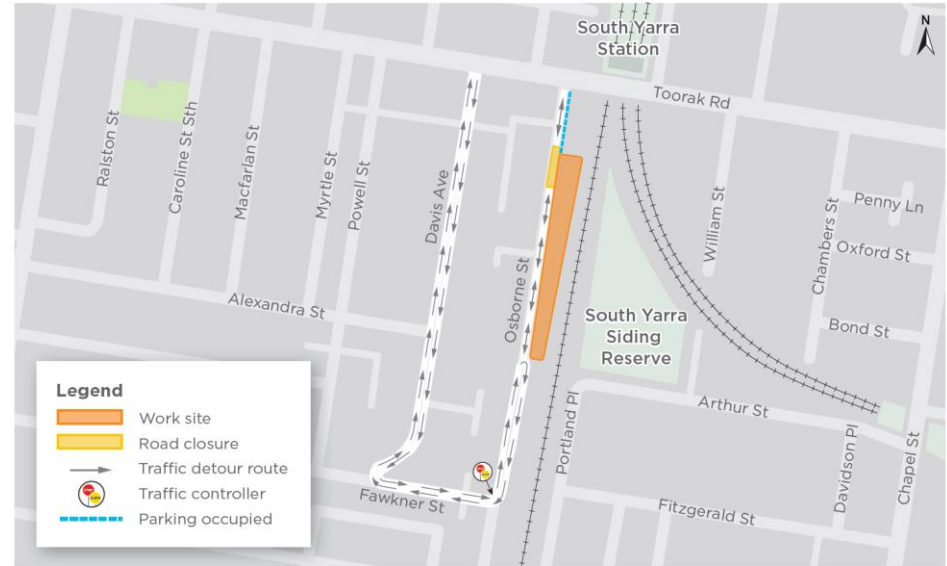 South Yarra
Station
N
Toorak Rd
Ralston St
Caroline St Sth
Macfarlan St
Myrtle St
Powell St
Davis Ave
Osborne St
William St
Chambers St
Penny Ln
Oxford St
Bond St
Alexandra St
South Yarra
Siding
Reserve
Portland Pl
Arthur St
Davidson Pl
Chapel St
Fawkner St
Fitzgerald St
Legend
Work site
Road closure
Traffic detour route
Traffic controller
Parking occupied